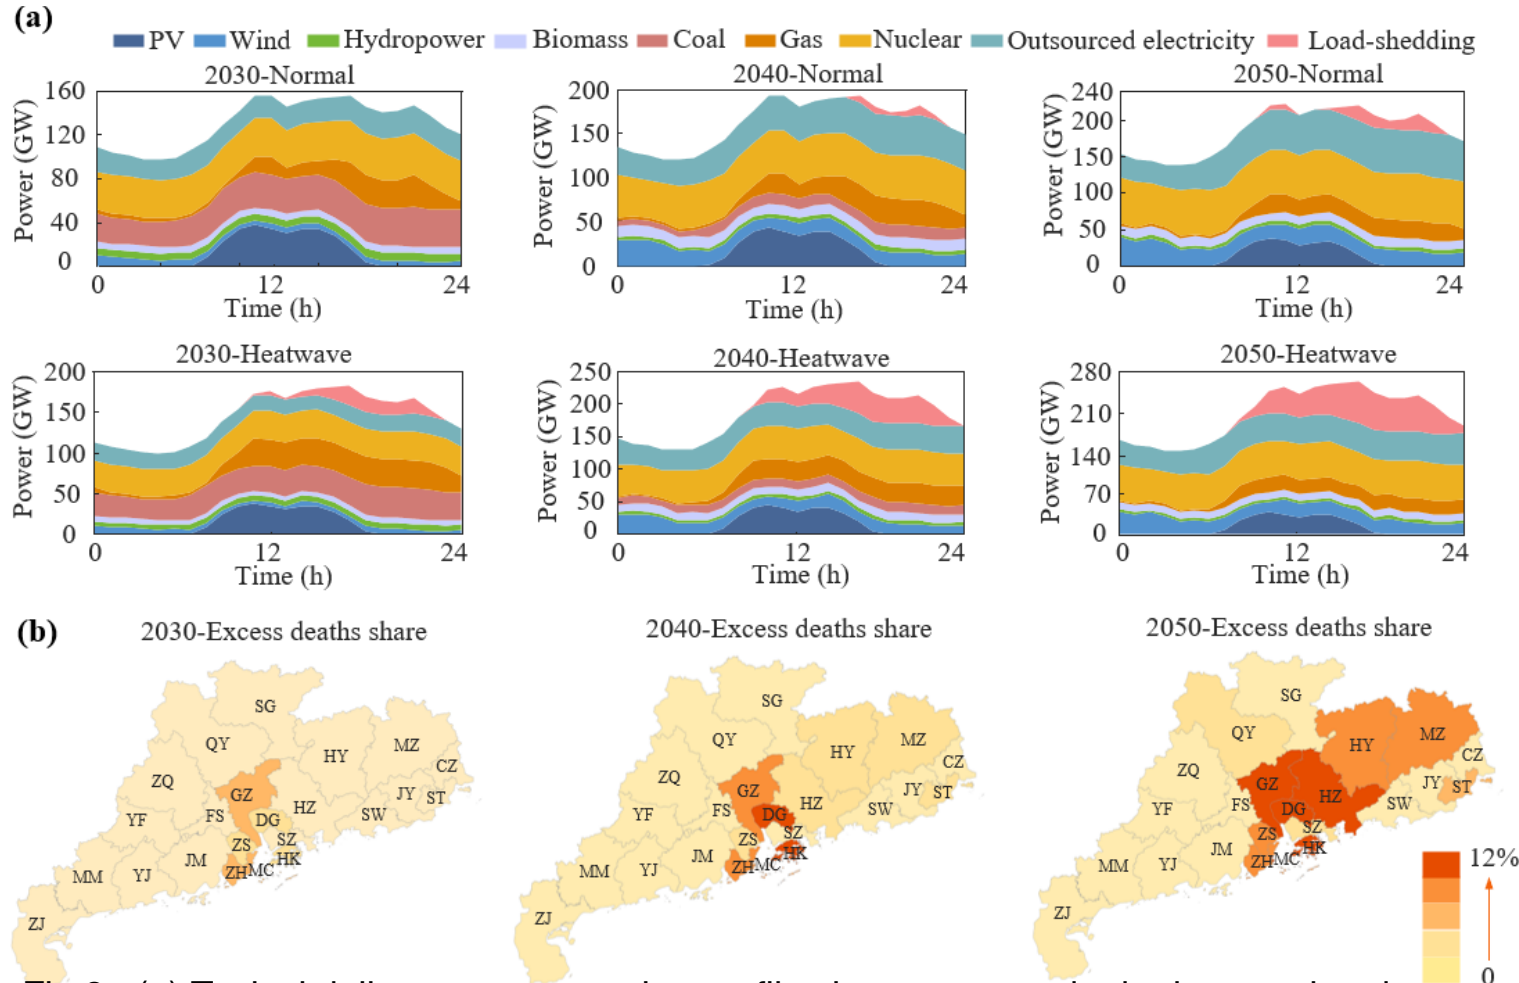 (a)
PV Wind Hydropower Biomass Coal Gas Nuclear Outsourced electricity Load-shedding
2030-Normal
Power (GW)
160
120
80
40
0
0 12 24
Time (h)
2040-Normal
Power (GW)
200
150
100
50
0
0 12 24
Time (h)
2050-Normal
Power (GW)
240
200
150
100
50
0
0 12 24
Time (h)
2030-Heatwave
Power (GW)
200
150
100
50
0
0 12 24
Time (h)
2040-Heatwave
Power (GW)
250
200
150
100
50
0
0 12 24
Time (h)
2050-Heatwave
Power (GW)
280
210
140
70
0
0 12 24
Time (h)
(b)
2030-Excess deaths share
SG
QY
HY
MZ
CZ
ZQ
GZ
JY
ST
HZ
FS
DG
SW
YF
ZS
SZ
JM
HK
ZH
MC
MM
YJ
ZJ
2040-Excess deaths share
SG
QY
HY
MZ
CZ
ZQ
GZ
JY
ST
HZ
FS
DG
SW
YF
ZS
SZ
JM
HK
ZH
MC
MM
YJ
ZJ
2050-Excess deaths share
SG
QY
HY
MZ
CZ
ZQ
GZ
JY
ST
HZ
FS
DG
SW
YF
ZS
SZ
JM
HK
ZH
MC
MM
YJ
ZJ
12%
0